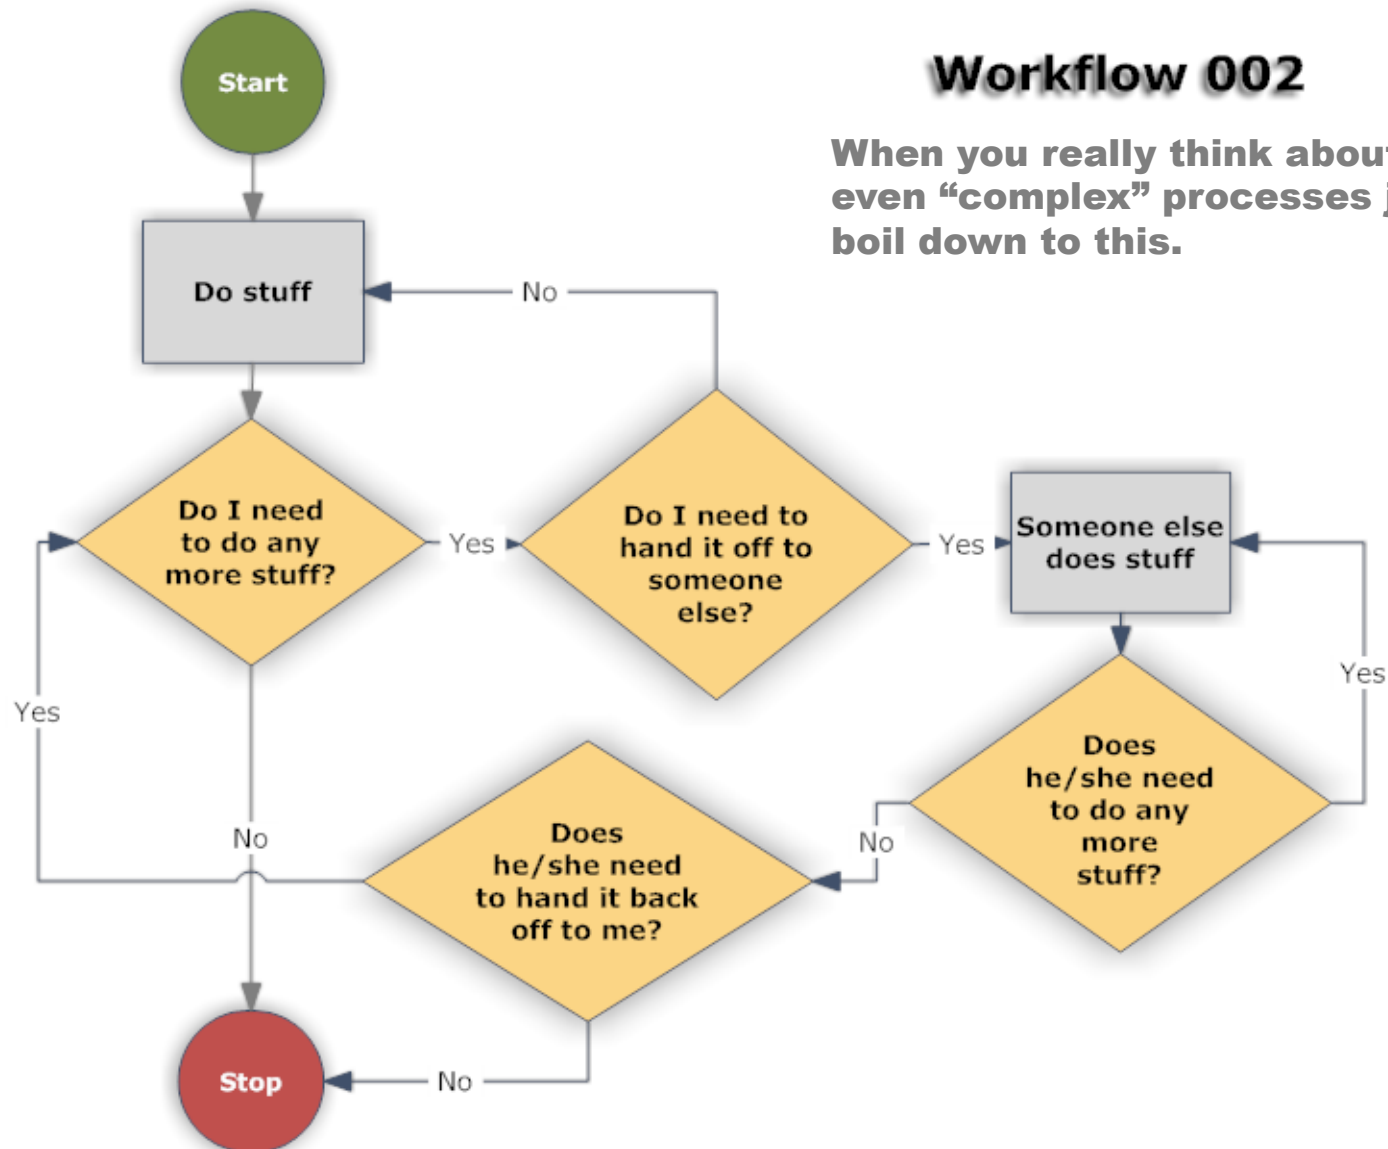 Start
Workflow 002
When you really think about
even “complex” processes
boil down to this.
Do stuff
No
Do I need
to do any
more stuff?
Yes
Do I need to
hand it off to
someone
else?
Yes
Someone else
does stuff
Yes
Does
he/she need
to do any
more
stuff?
No
Does
he/she need
to hand it back
off to me?
Yes
No
No
Stop